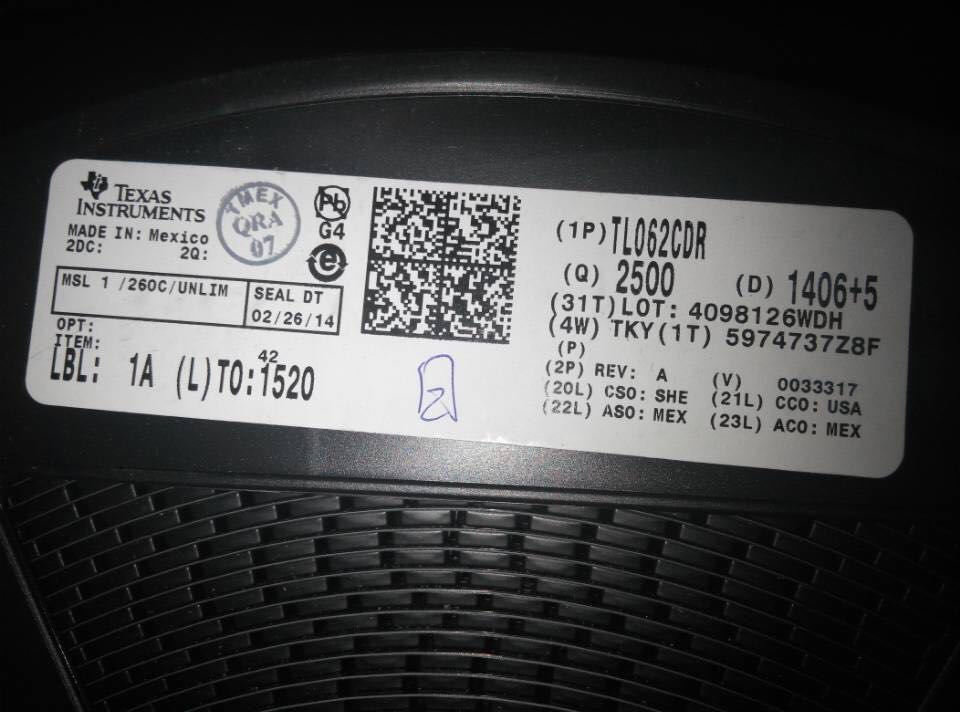 TEXAS
INSTRUMENTS
MADE IN: Mexico
2DC: 2Q:
TMEX
QRA
07
Pb
G4
e
MSL 1 /260C/UNLIM
SEAL DT
02/26/14
OPT:
ITEM:
LBL: 1A (L)TO:1520
42
(1P)TL062CDR
(Q) 2500 (D) 1406+5
(31T)LOT: 4098126WDH
(4W) TKY(1T) 5974737Z8F
(P)
(2P) REV: A (V) 0033317
(20L) CSO: SHE (21L) CCO: USA
(22L) ASO: MEX (23L) ACO: MEX